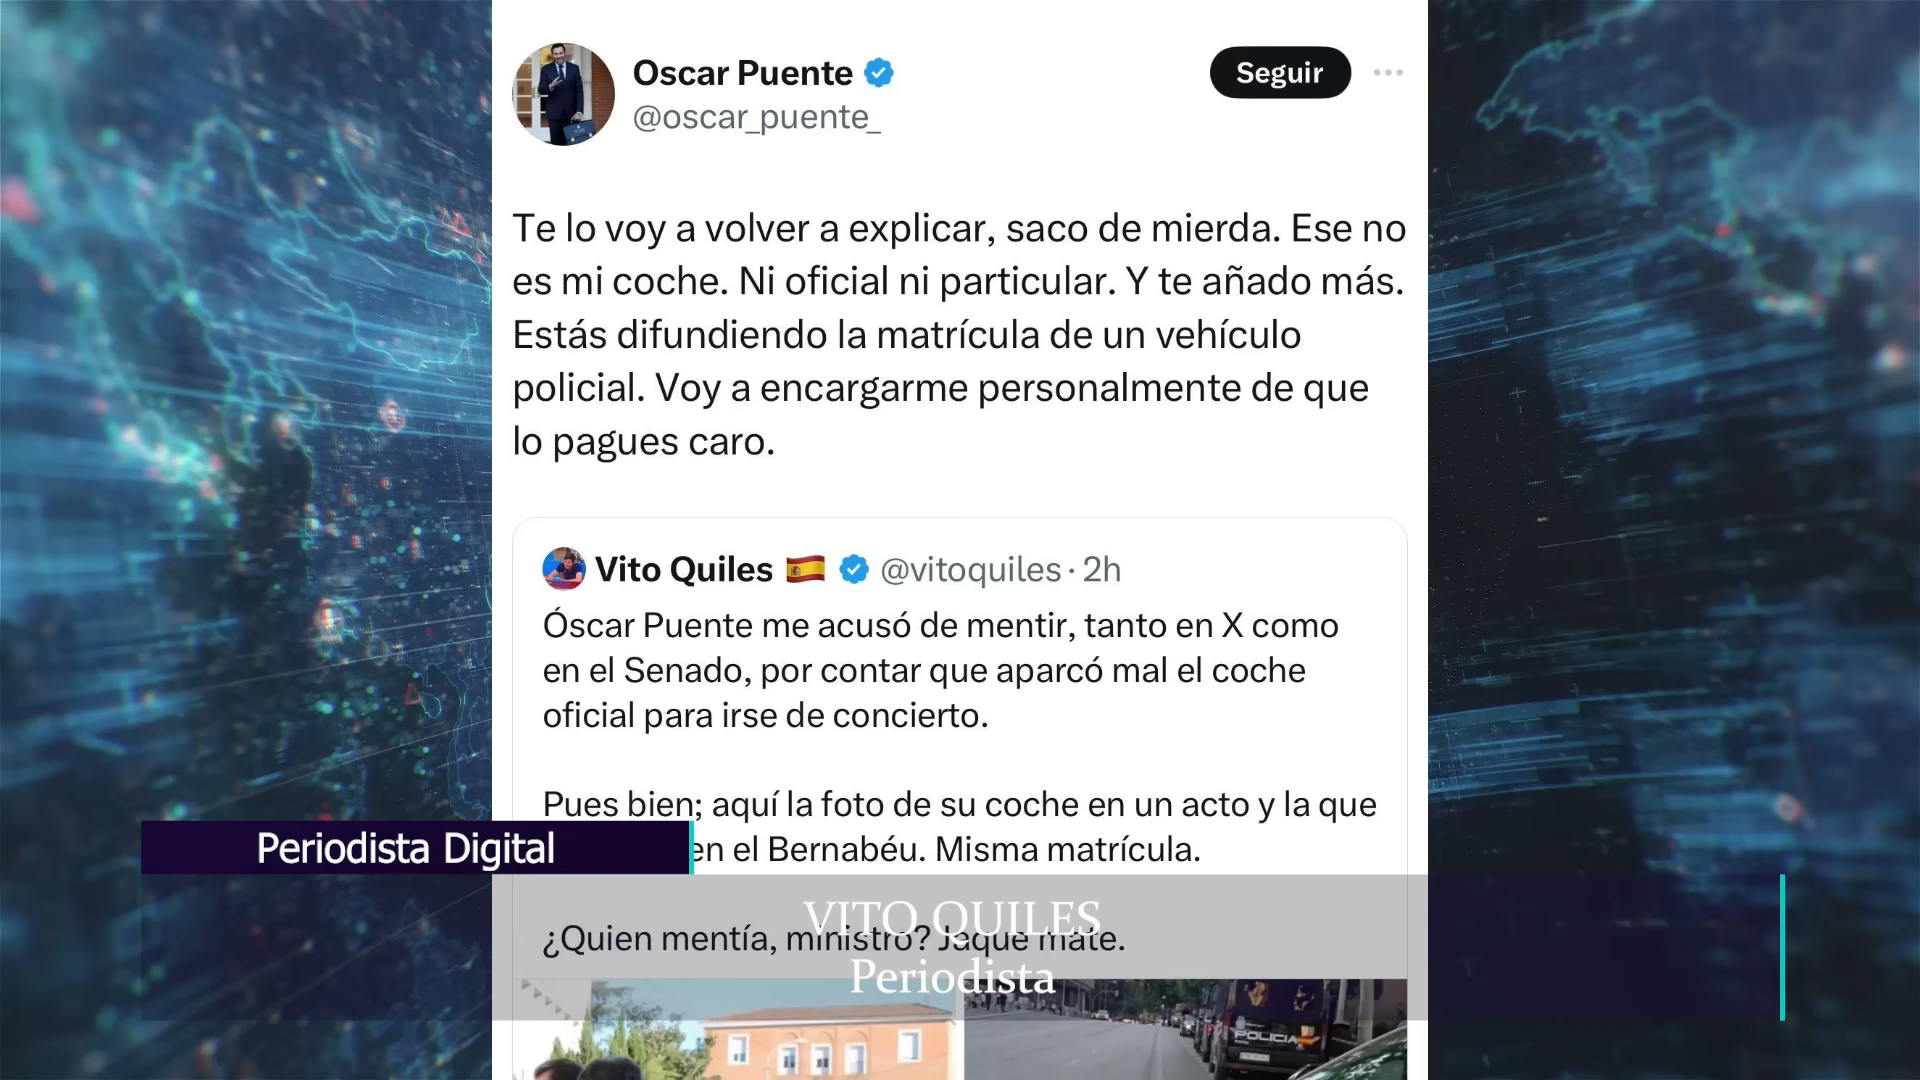 Oscar Puente
@oscar_puente_
Seguir
Te lo voy a volver a explicar, saco de mierda. Ese no
es mi coche. Ni oficial ni particular. Y te añado más.
Estás difundiendo la matrícula de un vehículo
policial. Voy a encargarme personalmente de que
lo pagues caro.
Vito Quiles 🇪🇸 @vitoquiles · 2h
Óscar Puente me acusó de mentir, tanto en X como
en el Senado, por contar que aparcó mal el coche
oficial para irse de concierto.
Pues bien; aquí la foto de su coche en un acto y la que
en el Bernabéu. Misma matrícula.
Periodista Digital
¿Quien mentía, ministro? Jaque mate.
VITO QUILES
Periodista
POLICIA